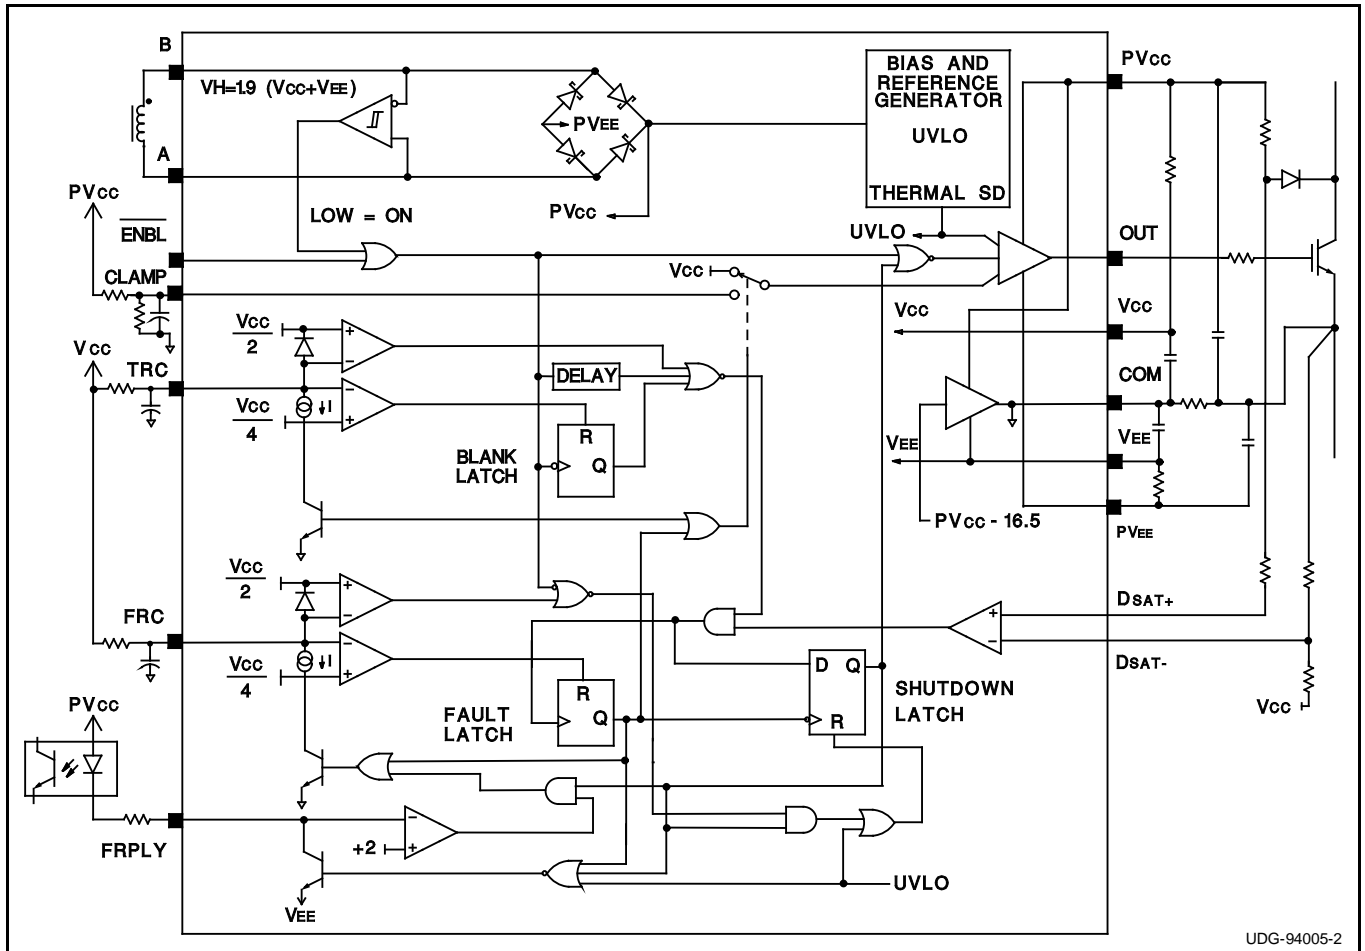 B
VH=1.9 (VCC+VEE)
BIAS AND
REFERENCE
GENERATOR
UVLO
THERMAL SD
PVCC
PVEE
A
PVCC
LOW = ON
PVCC
ENBL
UVLO
OUT
CLAMP
VCC
VCC
2
VCC
VCC
VCC
TRC
DELAY
COM
I
VCC
4
R
Q
BLANK
LATCH
VEE
VEE
PVCC - 16.5
PVEE
VCC
2
FRC
DSAT+
+
-
+
-
+
-
+
-
+
-
I
VCC
4
DSAT-
D Q
R
SHUTDOWN
LATCH
R
Q
FAULT
LATCH
VCC
PVCC
-
+
+2
FRPLY
UVLO
VEE
UDG-94005-2